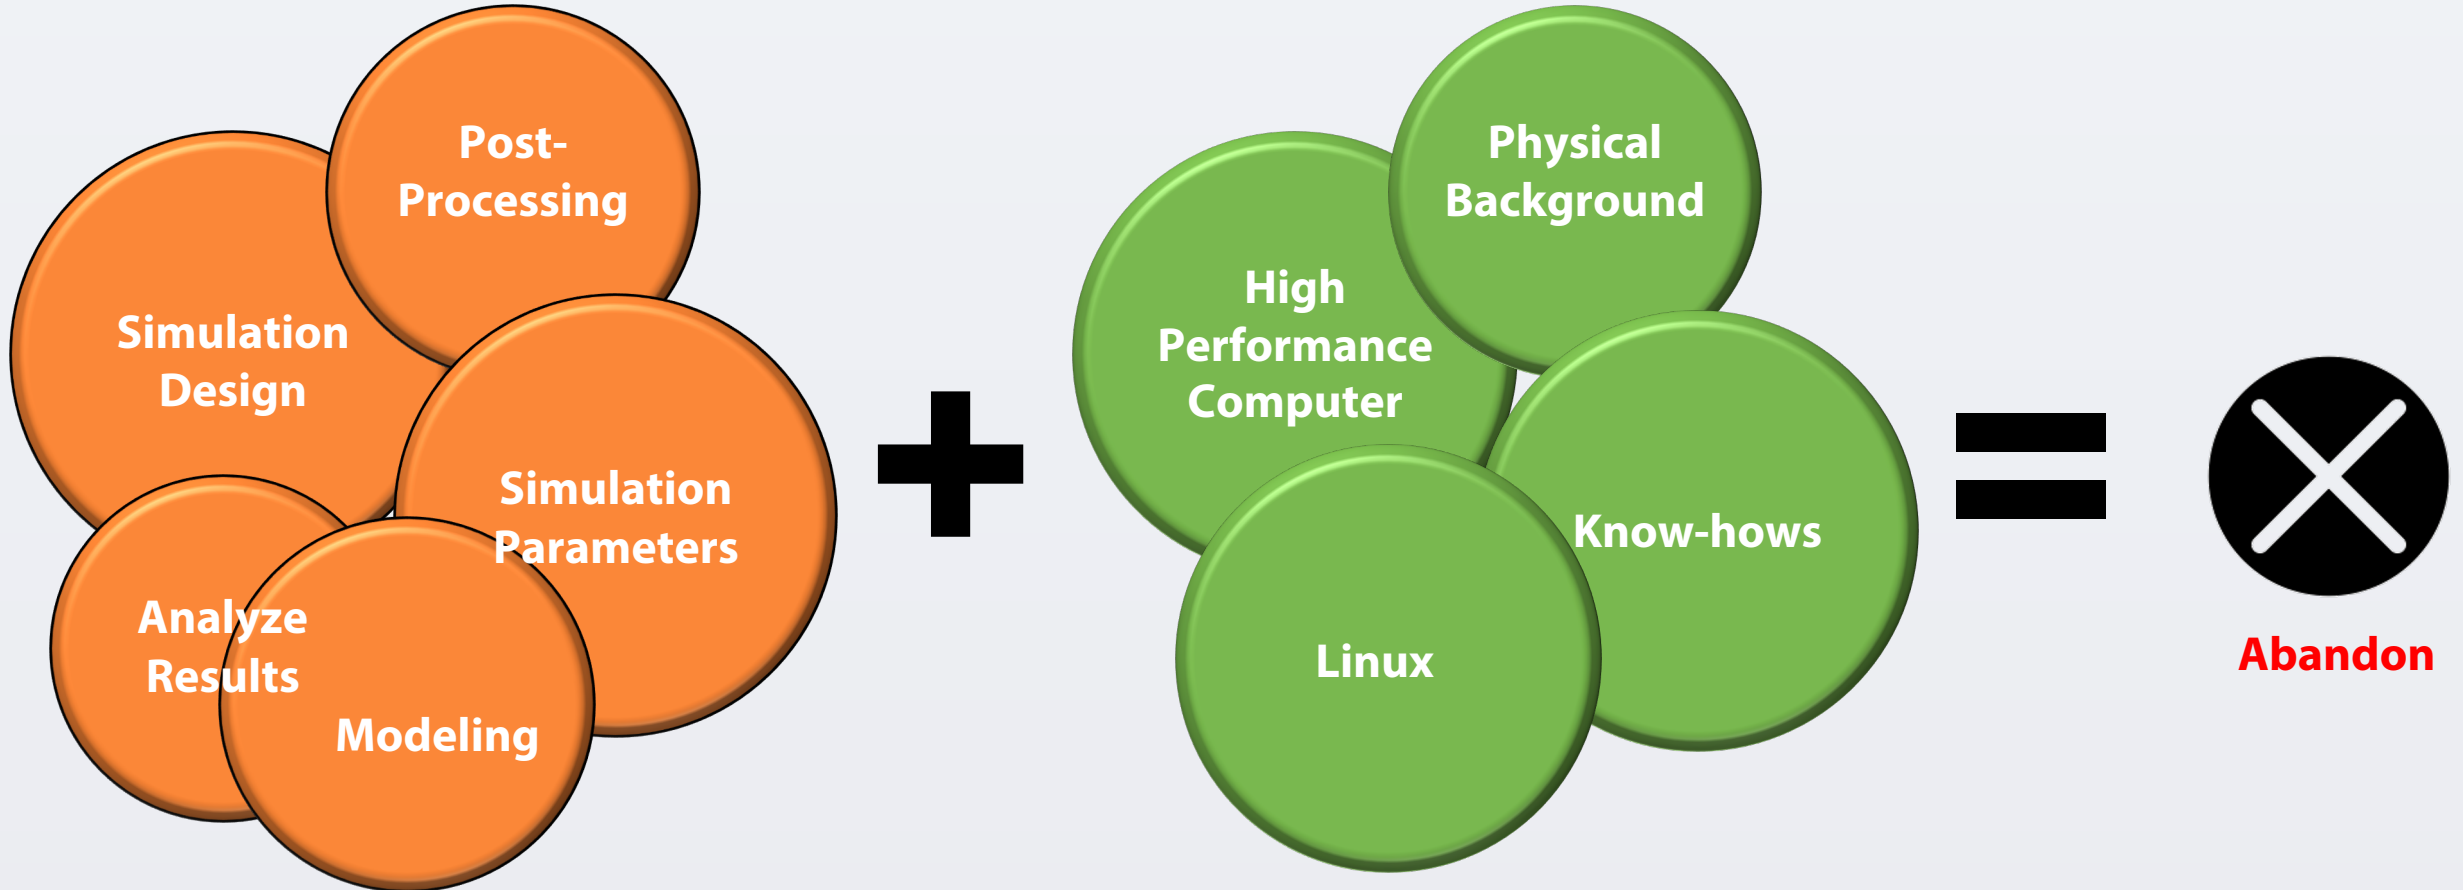 Post-
Processing
Simulation
Design
Simulation
Parameters
Analyze
Results
Modeling
Physical
Background
High
Performance
Computer
Know-hows
Linux
Abandon